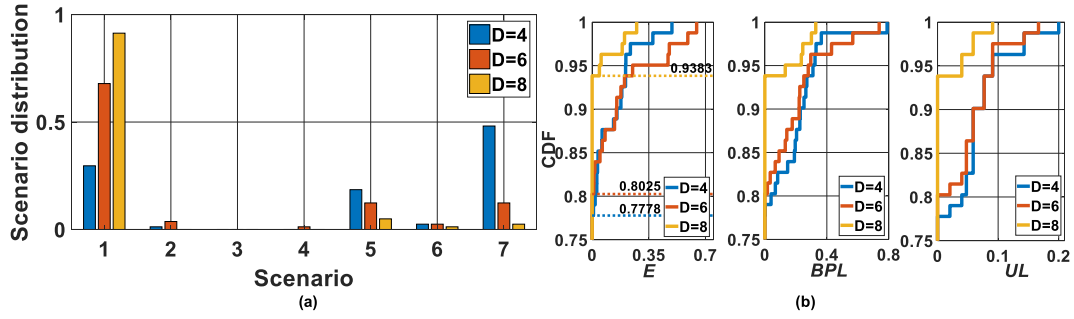 (a)
Scenario distribution
1
0.5
0
D=4
D=6
D=8
1 2 3 4 5 6 7
Scenario
CDF
1
0.95
0.9
0.85
0.8
0.75
0.9383
0.8025
0.7778
D=4
D=6
D=8
0 0.35 0.7
E
1
0.95
0.9
0.85
0.8
0.75
D=4
D=6
D=8
0 0.4 0.8
BPL
1
0.95
0.9
0.85
0.8
0.75
D=4
D=6
D=8
0 0.1 0.2
UL
(b)